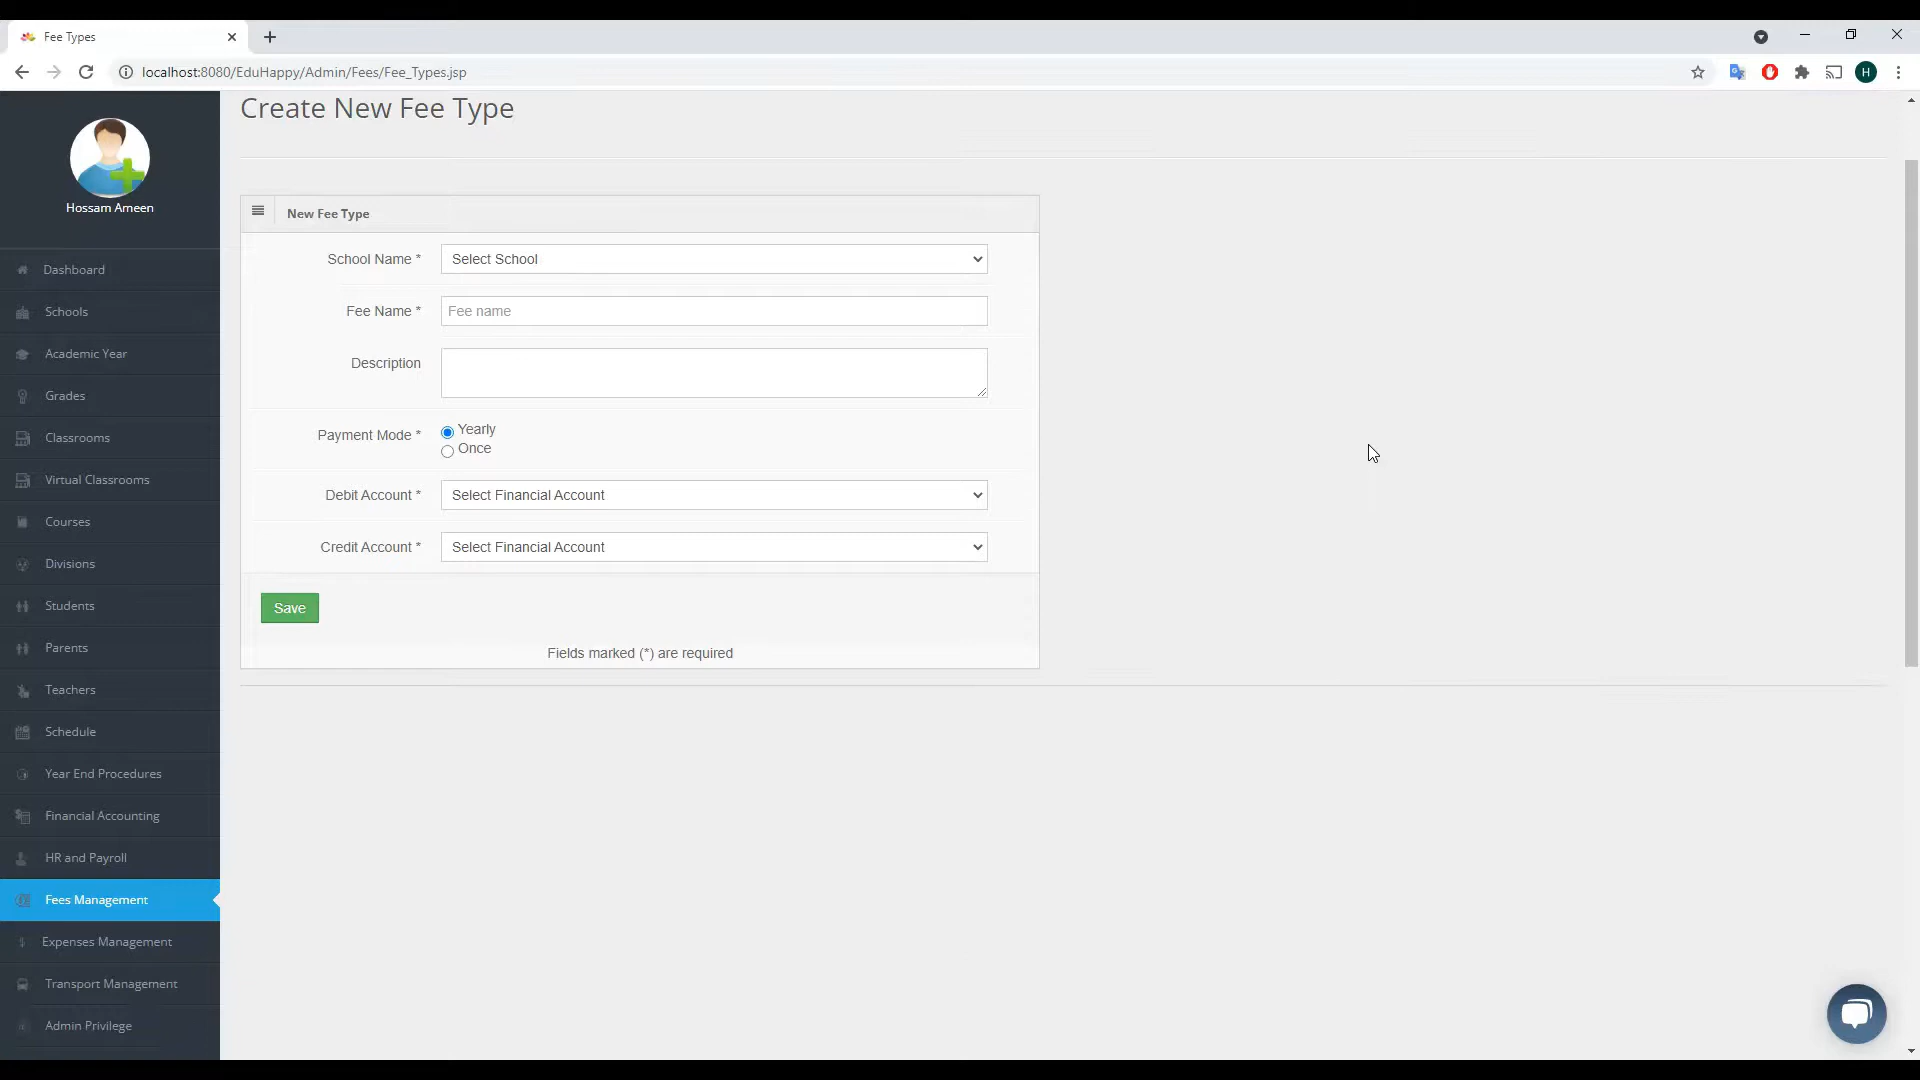 Fee Types
localhost:8080/EduHappy/Admin/Fees/Fee_Types.jsp
H
Hossam Ameen
Dashboard
Schools
Academic Year
Grades
Classrooms
Virtual Classrooms
Courses
Divisions
Students
Parents
Teachers
Schedule
Year End Procedures
Financial Accounting
HR and Payroll
Fees Management
Expenses Management
Transport Management
Admin Privilege
Create New Fee Type
New Fee Type
School Name * Select School
Fee Name * Fee name
Description
Payment Mode * Yearly
Once
Debit Account * Select Financial Account
Credit Account * Select Financial Account
Save
Fields marked (*) are required